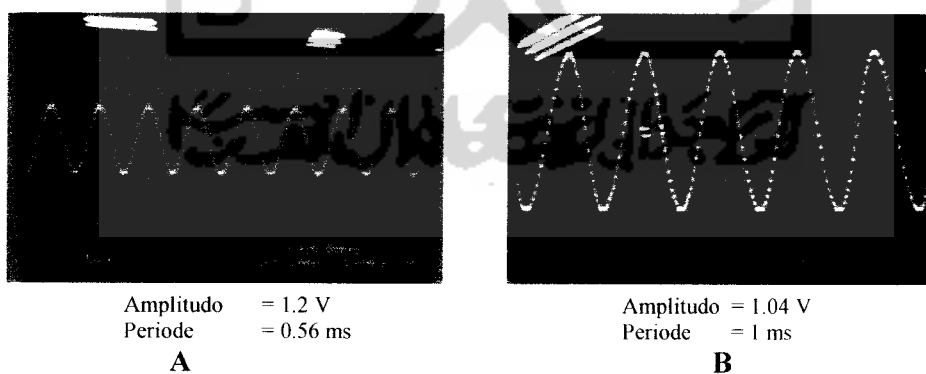 Amplitudo = 1.2 V
Periode = 0.56 ms
A
Amplitudo = 1.04 V
Periode = 1 ms
B